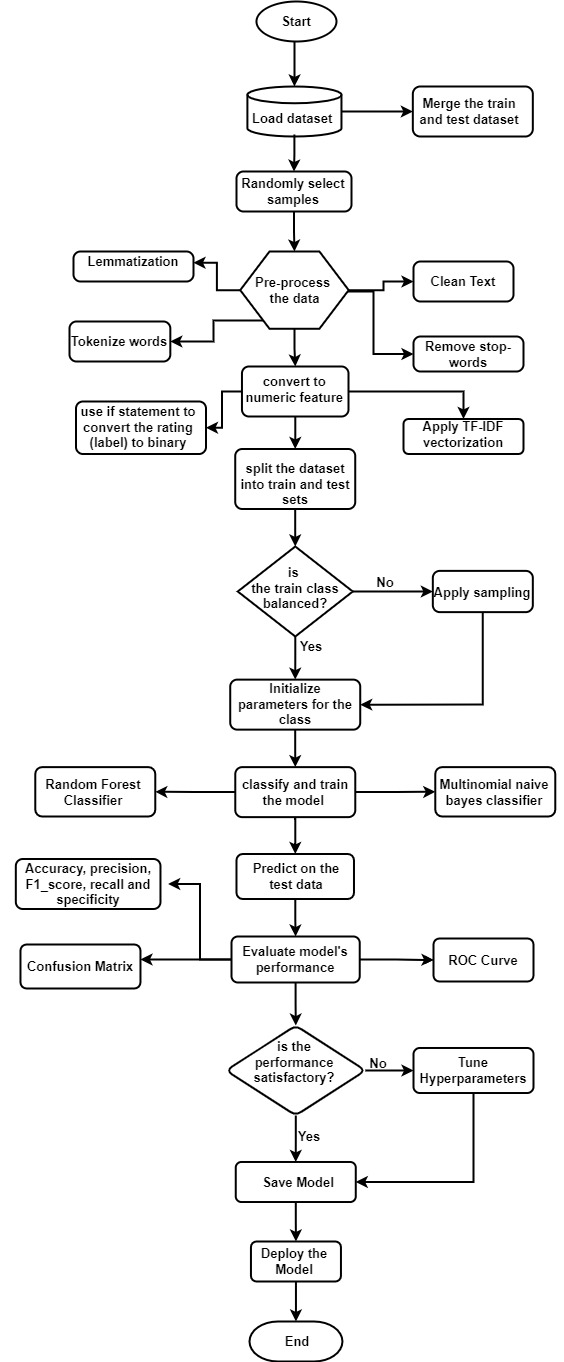 Start
Load dataset
Merge the train
and test dataset
Randomly select
samples
Lemmatization
Pre-process
the data
Clean Text
Tokenize words
Remove stop-
words
convert to
numeric feature
use if statement to
convert the rating
(label) to binary
Apply TF-IDF
vectorization
split the dataset
into train and test
sets
is
the train class
balanced?
No
Apply sampling
Yes
Initialize
parameters for the
class
Random Forest
Classifier
classify and train
the model
Multinomial naive
bayes classifier
Predict on the
test data
Accuracy, precision,
F1_score, recall and
specificity
Evaluate model's
performance
Confusion Matrix
ROC Curve
is the
performance
satisfactory?
No
Tune
Hyperparameters
Yes
Save Model
Deploy the
Model
End